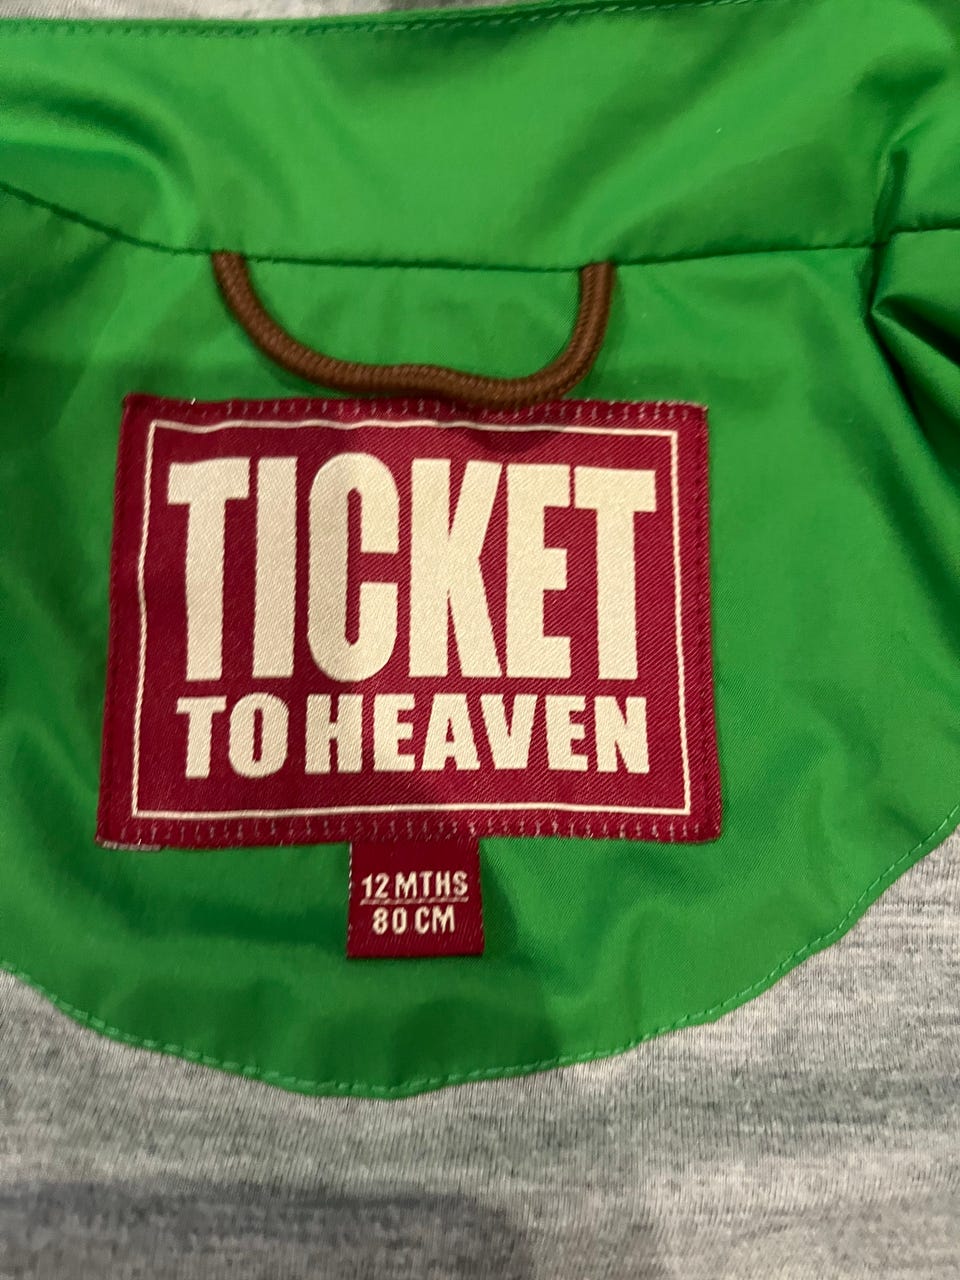 TICKET
TO HEAVEN
12 MTHS
80 CM